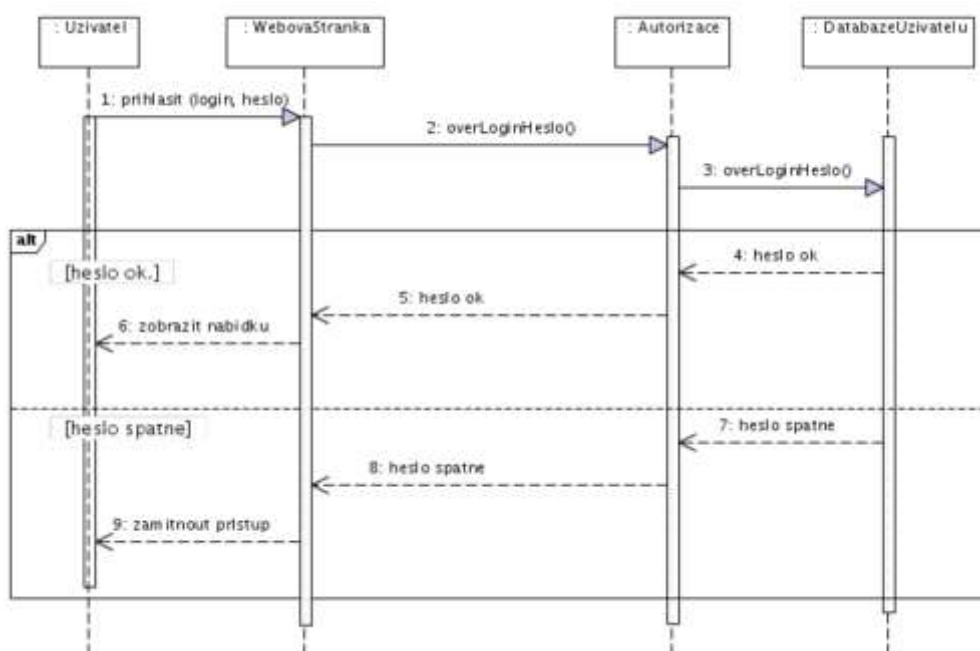 : Uzivatel
: WebovaStranka
: Autorizace
: DatabazeUzivatelu
1: prihlasit (login, heslo)
2: overLoginHeslo()
3: overLoginHeslo()
alt
[heslo ok.]
4: heslo ok
5: heslo ok
6: zobrazit nabidku
[heslo spatne]
7: heslo spatne
8: heslo spatne
9: zamitnout pristup